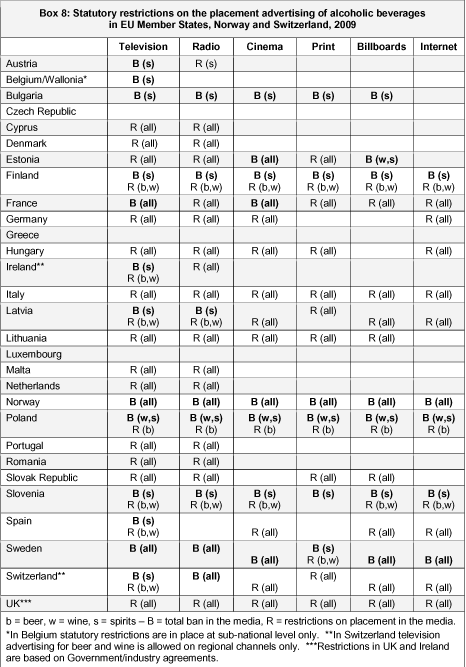 Box 8: Statutory restrictions on the placement advertising of alcoholic beverages
in EU Member States, Norway and Switzerland, 2009
Television Radio Cinema Print Billboards Internet
Austria B (s) R (s)
Belgium/Wallonia* B (s)
Bulgaria B (s) B (s) B (s) B (s) B (s)
Czech Republic
Cyprus R (all) R (all)
Denmark R (all) R (all)
Estonia R (all) R (all) B (all) R (all) B (w,s)
Finland B (s) B (s) B (s) B (s) B (s) B (s)
R (b,w) R (b,w) R (b,w) R (b,w) R (b,w) R (b,w)
France B (all) R (all) B (all) R (all) R (all) R (all)
Germany R (all) R (all) R (all) R (all)
Greece
Hungary R (all) R (all) R (all) R (all) R (all)
Ireland** B (s) R (all)
R (b,w)
Italy R (all) R (all) R (all) R (all) R (all) R (all)
Latvia B (s) B (s) R (all)
R (b,w) R (b,w) R (all) R (all) R (all)
Lithuania R (all) R (all) R (all) R (all) R (all)
Luxembourg
Malta R (all) R (all)
Netherlands R (all) R (all)
Norway B (all) B (all) B (all) B (all) B (all) B (all)
Poland B (w,s) B (w,s) B (w,s) B (w,s) B (w,s) B (w,s)
R (b) R (b) R (b) R (b) R (b) R (b)
Portugal R (all) R (all)
Romania R (all) R (all)
Slovak Republic R (all) R (all) R (all) R (all)
Slovenia B (s) B (s) B (s) B (s) B (s) B (s)
R (b,w) R (b,w) R (b,w) R (b,w) R (b,w)
Spain B (s)
R (b,w) R (all) R (all) R (all)
Sweden B (all) B (all) B (s)
B (all) R (b,w) B (all) B (all)
Switzerland** B (s) B (all) R (all)
R (b,w) R (all) R (all) R (all)
UK*** R (all) R (all) R (all) R (all) R (all) R (all)
b = beer, w = wine, s = spirits – B = Total ban in the media, R = restrictions on placement in the media.
*In Belgium statutory restrictions are in place at sub-national level only. **In Switzerland television
advertising for beer and wine is allowed on regional channels only. ***Restrictions in UK and Ireland
are based on Government/industry agreements.